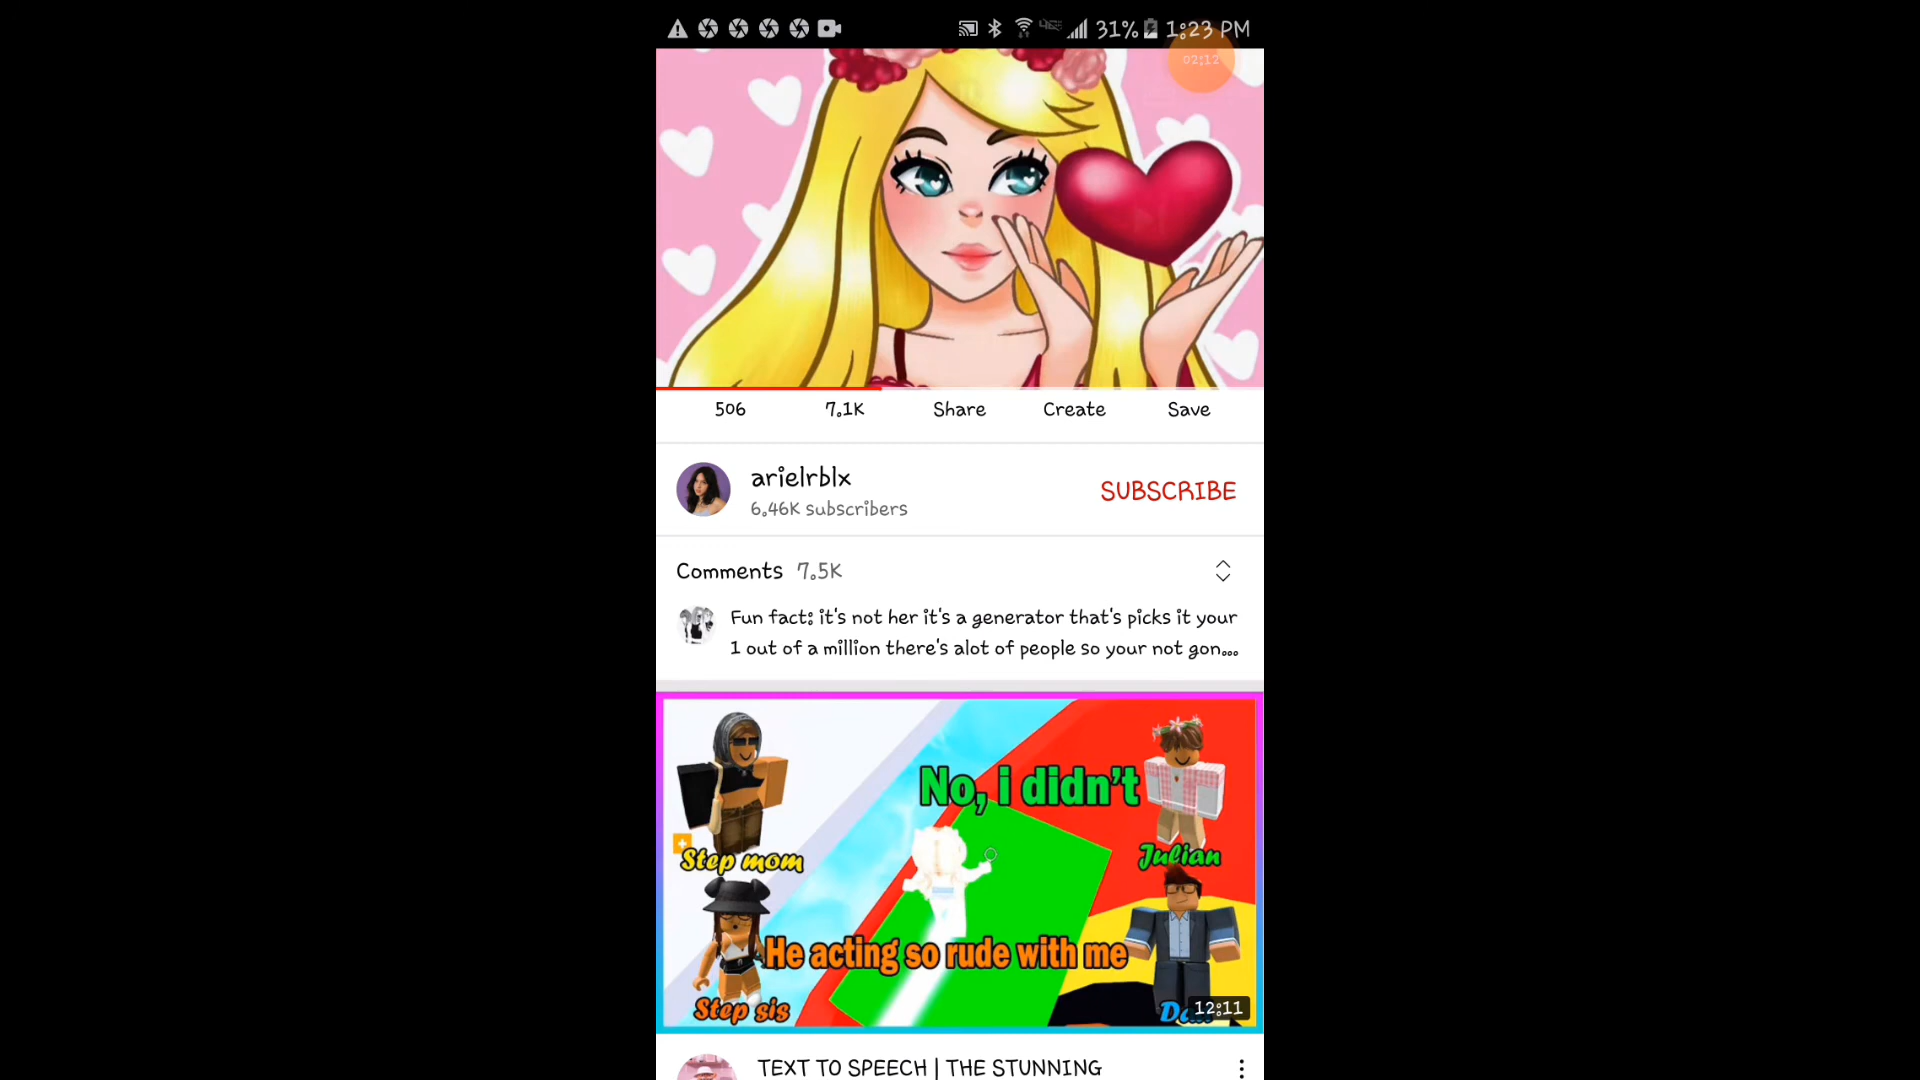 31% 1:23 PM
02:12
506 7.1K Share Create Save
arielrblx
6.46K subscribers
SUBSCRIBE
Comments 7.5K
Fun fact: it's not her it's a generator that's picks it your
1 out of a million there's alot of people so your not gon...
No, i didn't
Step mom
Julian
He acting so rude with me
Step sis
12:11
TEXT TO SPEECH | THE STUNNING